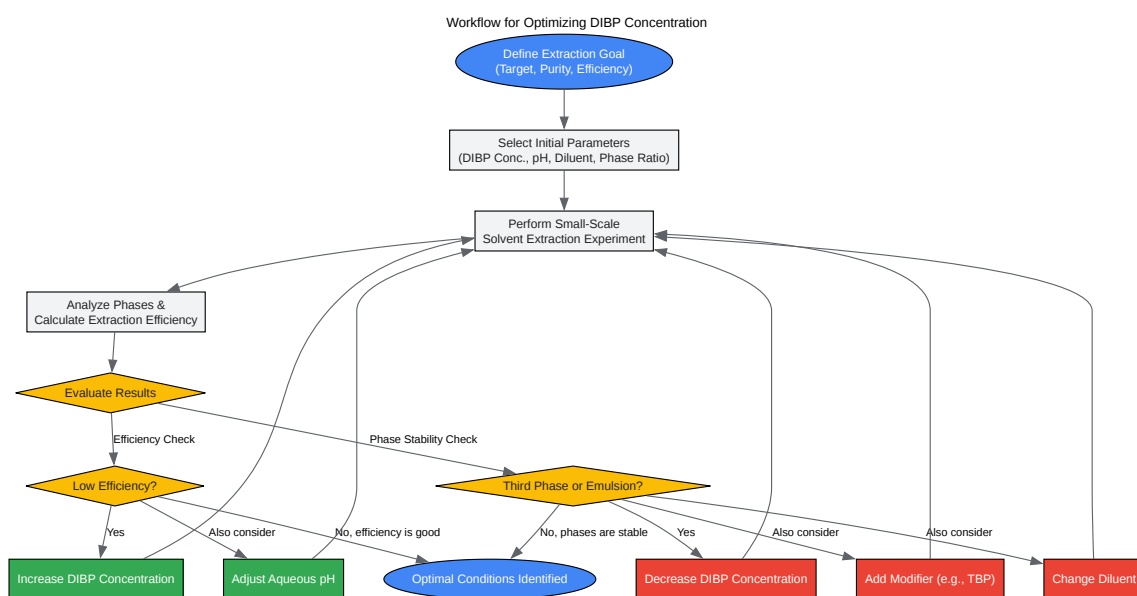 Workflow for Optimizing DIBP Concentration
Define Extraction Goal
(Target, Purity, Efficiency)
Select Initial Parameters
(DIBP Conc., pH, Diluent, Phase Ratio)
Perform Small-Scale
Solvent Extraction Experiment
Analyze Phases &
Calculate Extraction Efficiency
Evaluate Results
Efficiency Check
Phase Stability Check
Low Efficiency?
Third Phase or Emulsion?
Yes
Also consider
No, efficiency is good
No, phases are stable
Yes
Also consider
Also consider
Increase DIBP Concentration
Adjust Aqueous pH
Optimal Conditions Identified
Decrease DIBP Concentration
Add Modifier (e.g., TBP)
Change Diluent